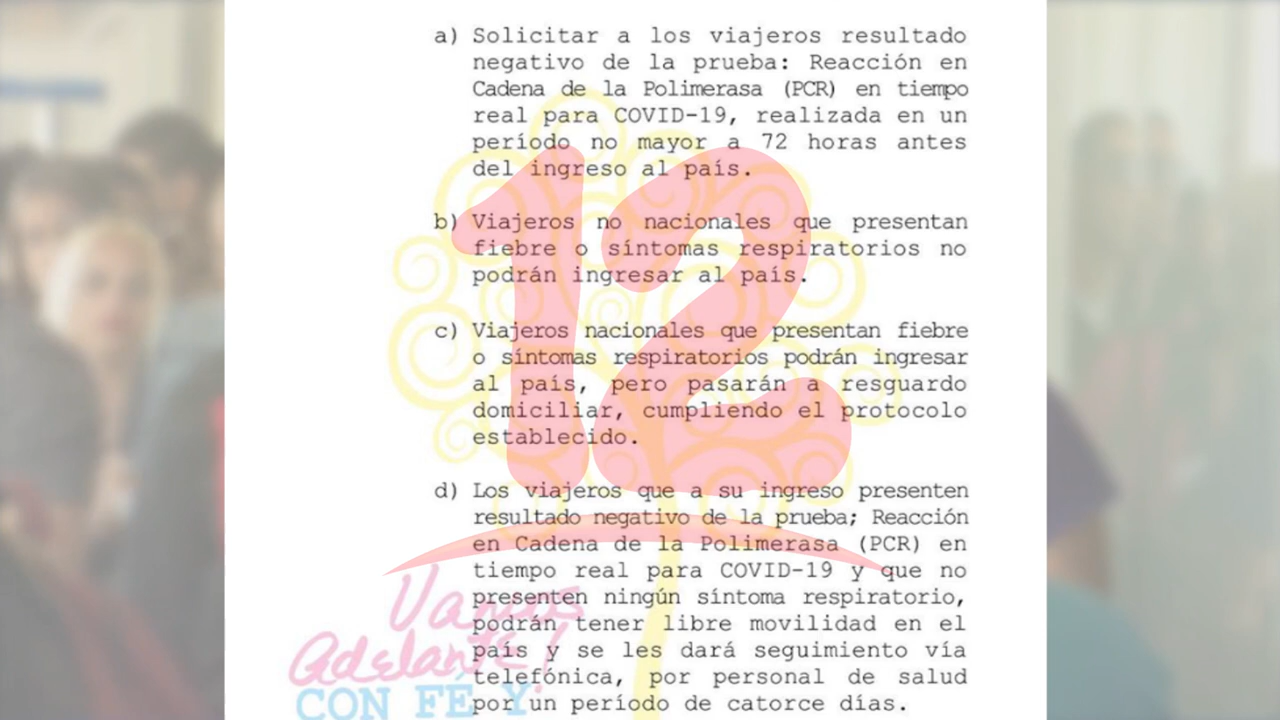 a) Solicitar a los viajeros resultado
negativo de la prueba: Reacción en
Cadena de la Polimerasa (PCR) en tiempo
real para COVID-19, realizada en un
período no mayor a 72 horas antes
del ingreso al país.
b) Viajeros no nacionales que presentan
fiebre o síntomas respiratorios no
podrán ingresar al país.
c) Viajeros nacionales que presentan fiebre
o síntomas respiratorios podrán ingresar
al país, pero pasarán a resguardo
domiciliar, cumpliendo el protocolo
establecido.
d) Los viajeros que a su ingreso presenten
resultado negativo de la prueba; Reacción
en Cadena de la Polimerasa (PCR) en
tiempo real para COVID-19 y que no
presenten ningún síntoma respiratorio,
podrán tener libre movilidad en el
país y se les dará seguimiento vía
telefónica, por personal de salud
por un período de catorce días.
12
Vamos
Adelante!
CON FÉ Y